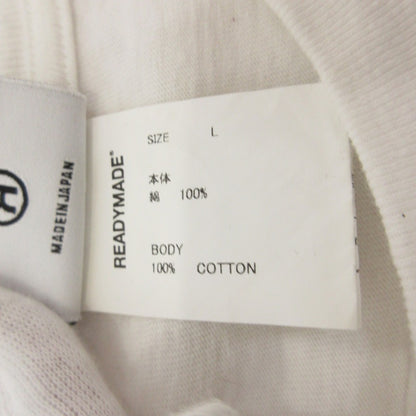 MADE IN JAPAN
READYMADE®
SIZE L
本体
綿 100%
BODY
100% COTTON